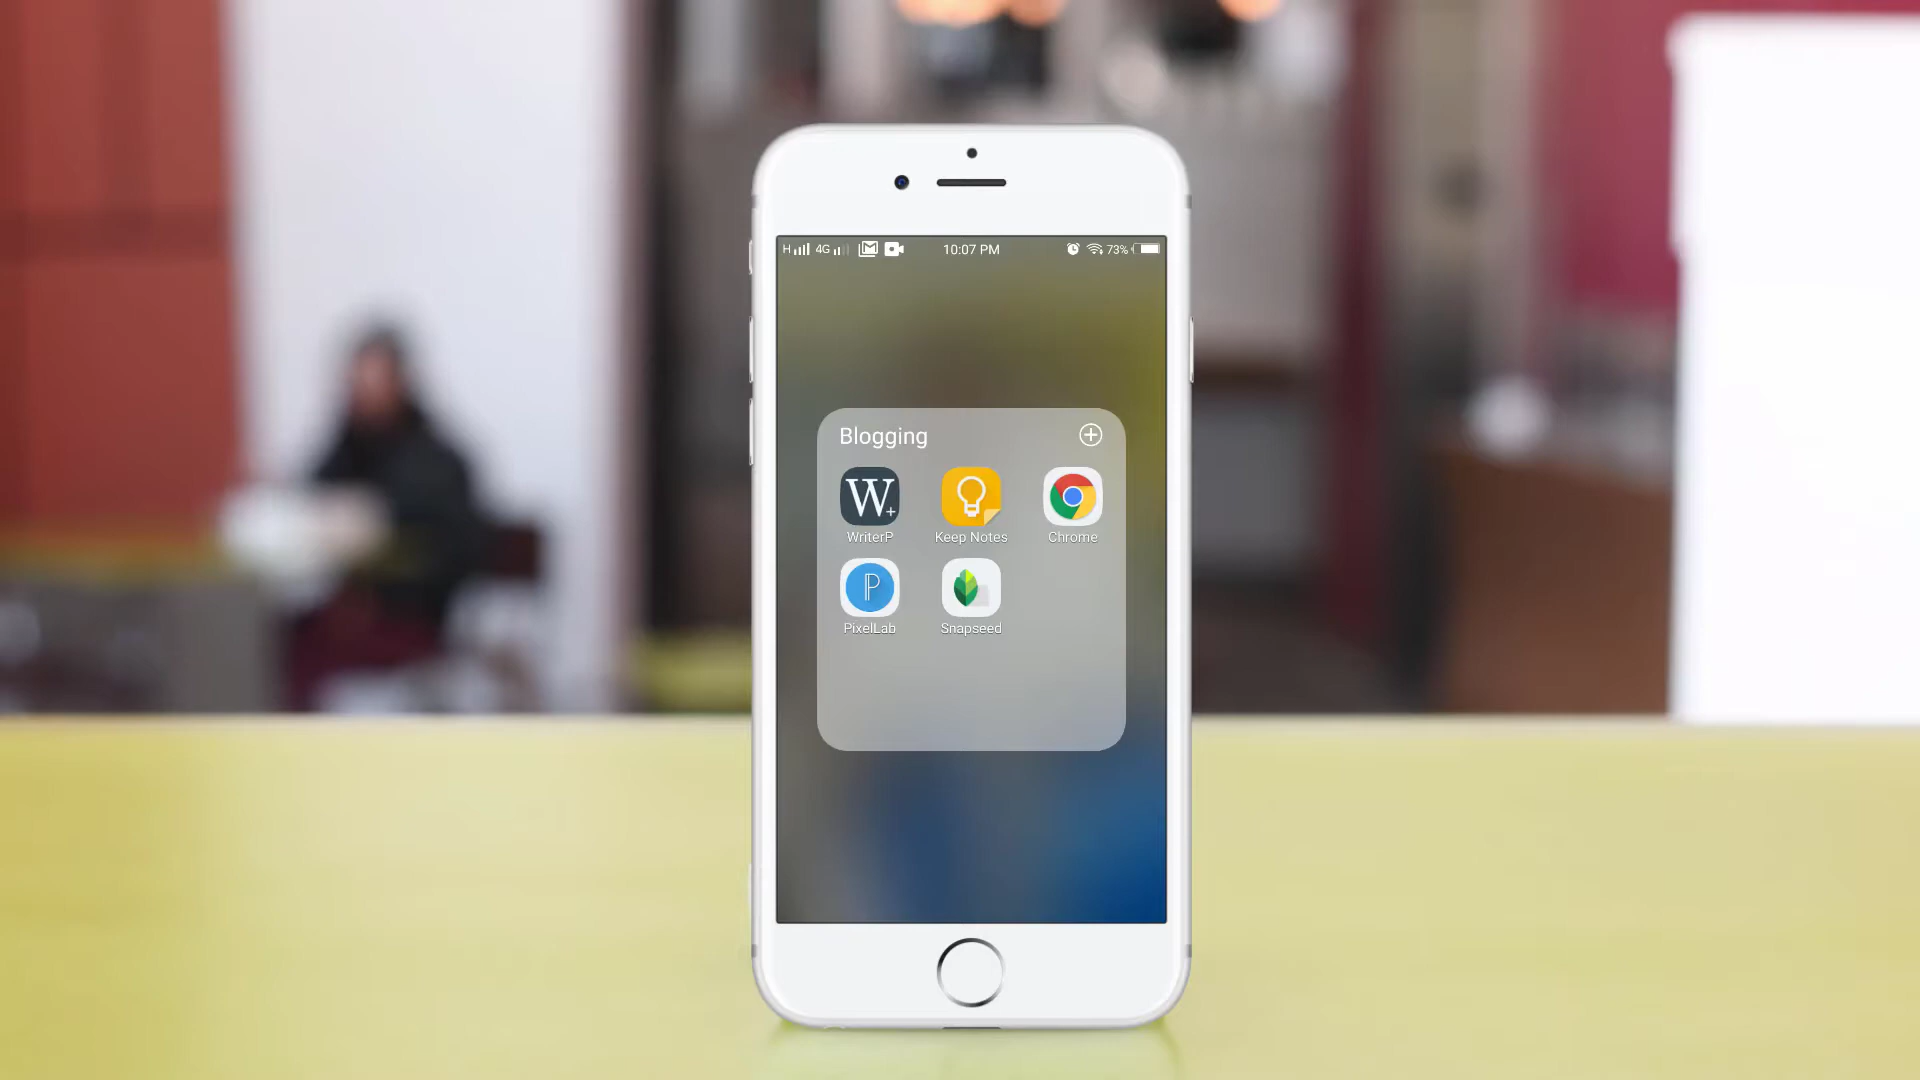 H 4G 10:07 PM 73%
Blogging
W+
WriterP Keep Notes Chrome
P
PixelLab Snapseed